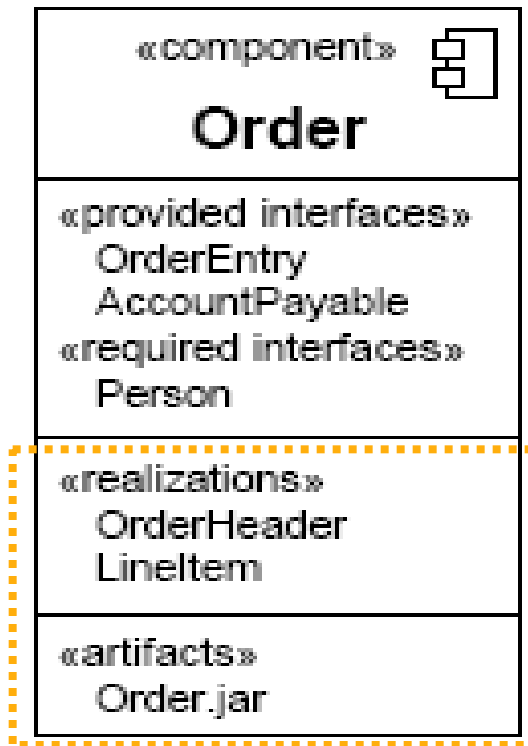 «component»
Order
«provided interfaces»
OrderEntry
AccountPayable
«required interfaces»
Person
«realizations»
OrderHeader
LineItem
«artifacts»
Order.jar